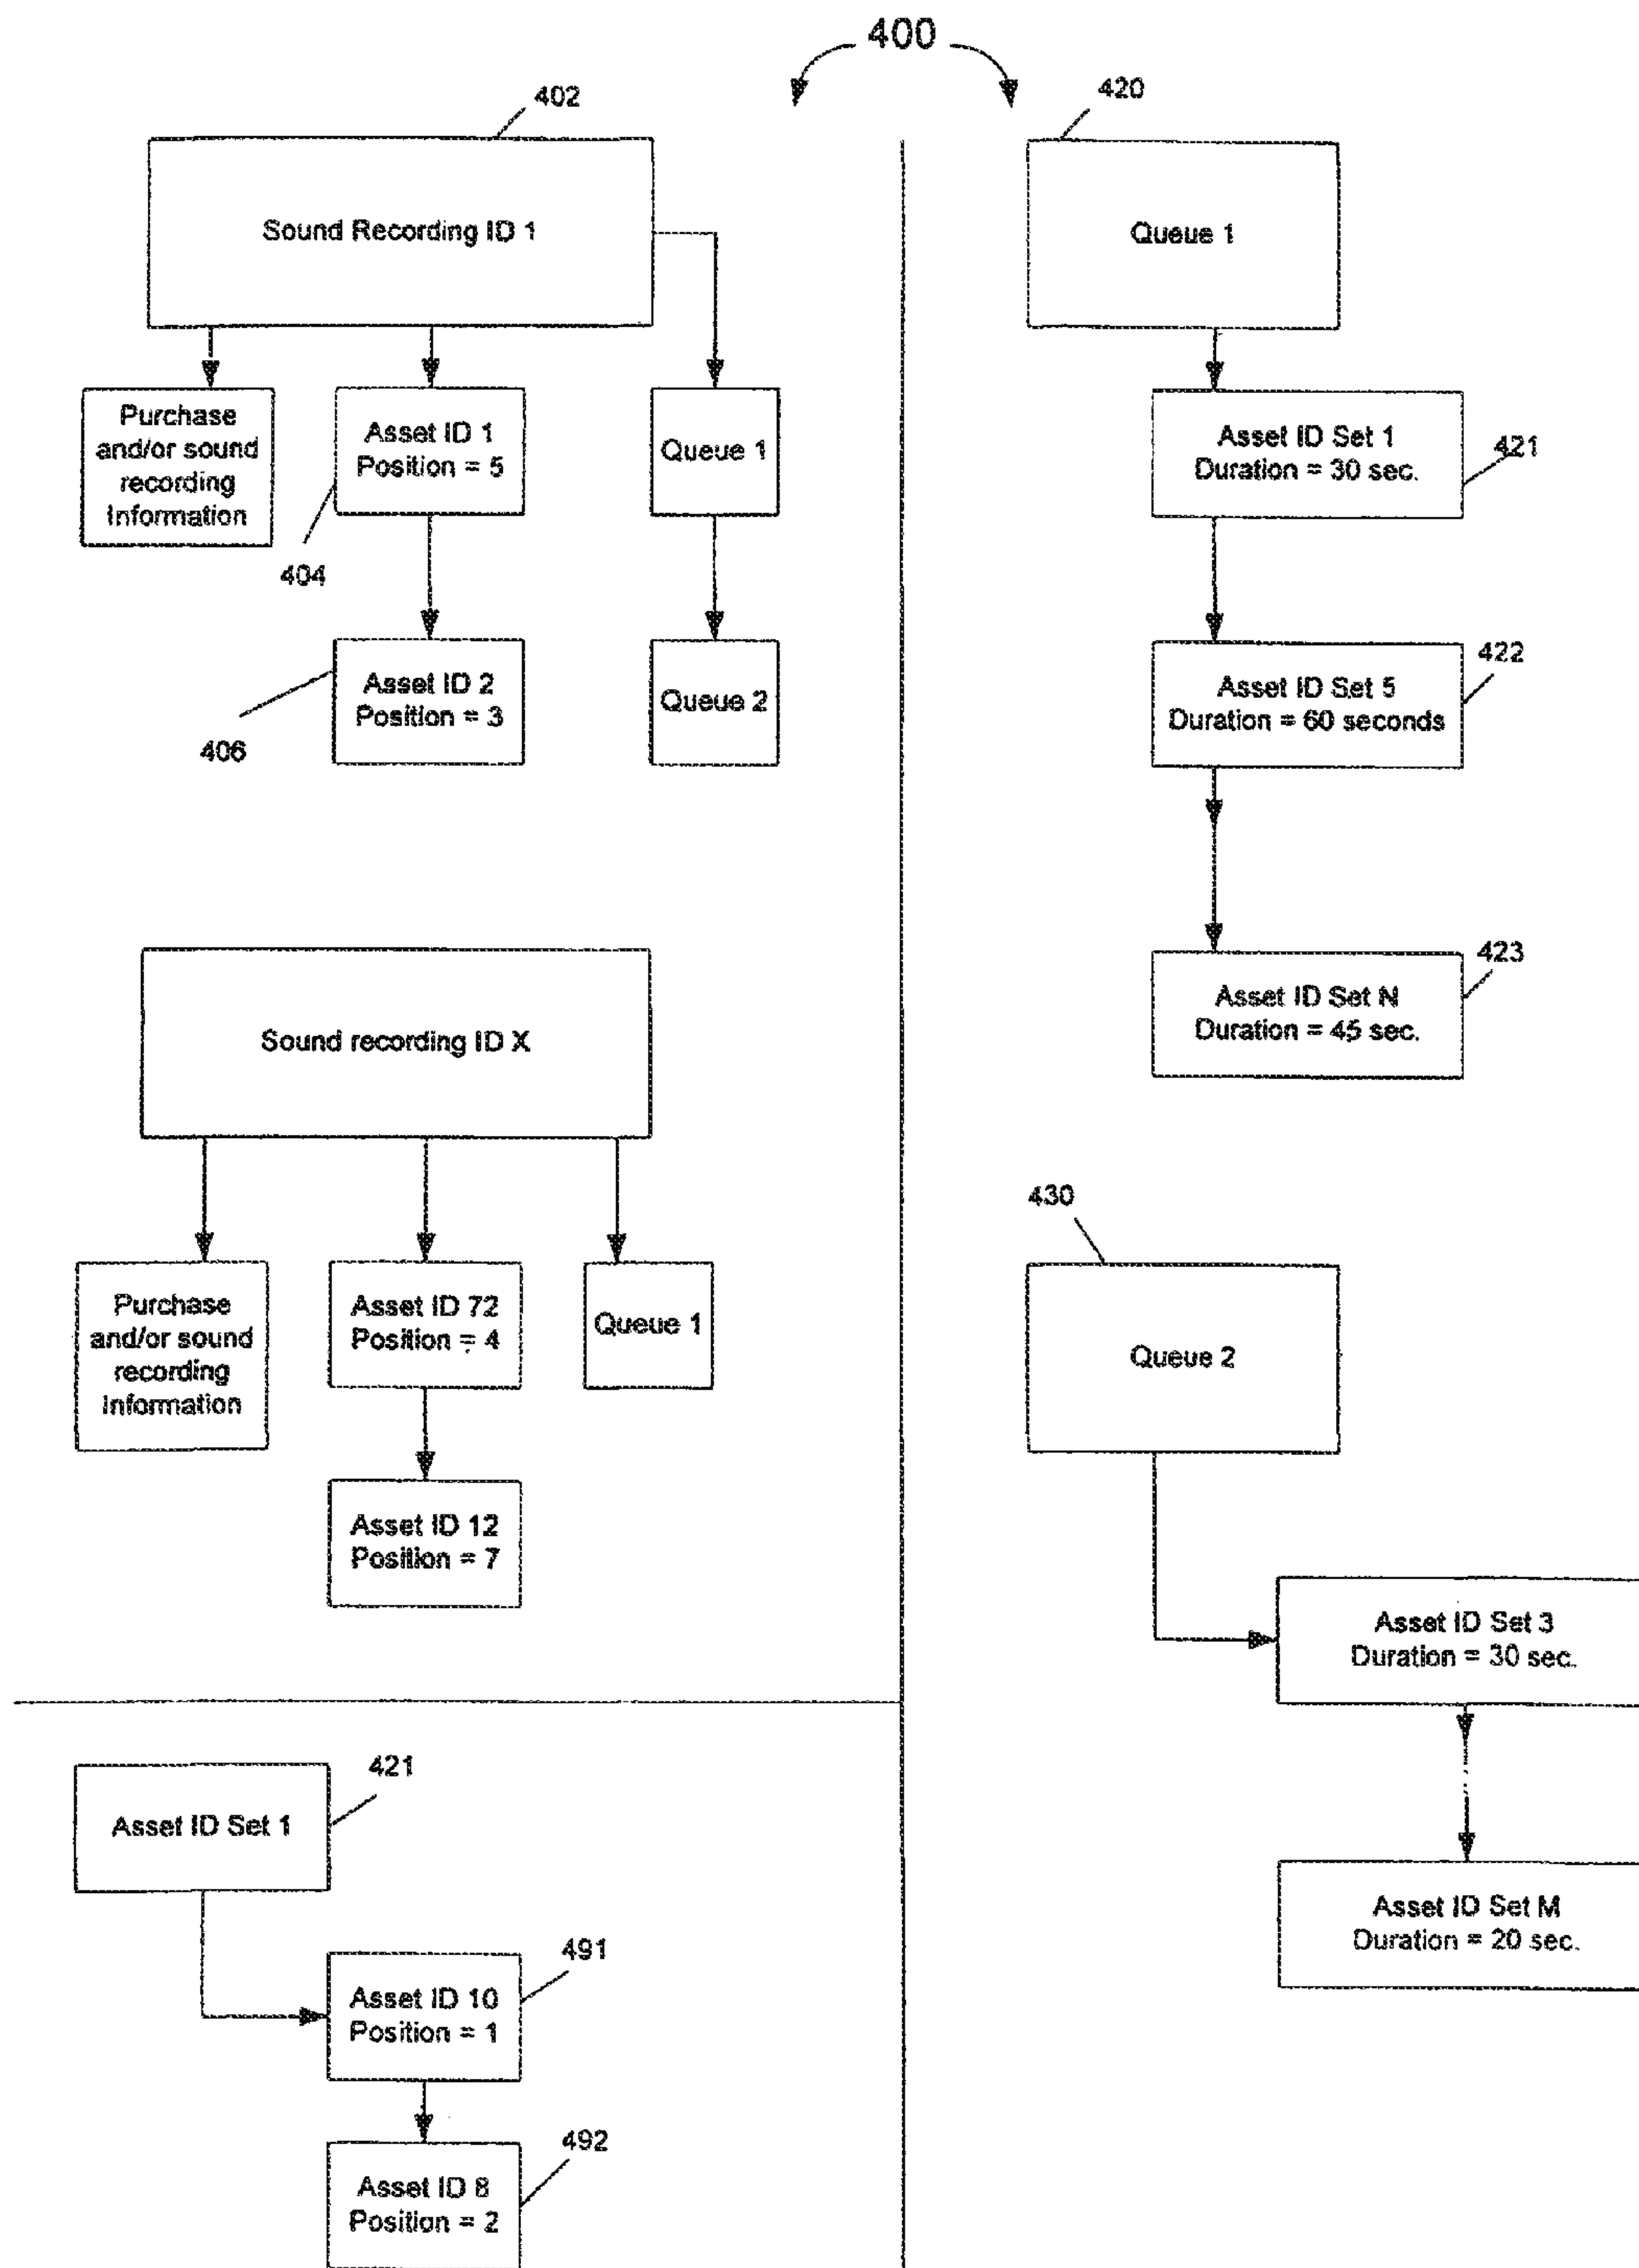 400
402
Sound Recording ID 1
Purchase
and/or sound
recording
Information
Asset ID 1
Position = 5
404
Queue 1
Asset ID 2
Position = 3
406
Queue 2
Sound recording ID X
Purchase
and/or sound
recording
Information
Asset ID 72
Position = 4
Queue 1
Asset ID 12
Position = 7
421
Asset ID Set 1
491
Asset ID 10
Position = 1
492
Asset ID 8
Position = 2
420
Queue 1
Asset ID Set 1
Duration = 30 sec.
421
422
Asset ID Set 5
Duration = 60 seconds
423
Asset ID Set N
Duration = 45 sec.
430
Queue 2
Asset ID Set 3
Duration = 30 sec.
Asset ID Set M
Duration = 20 sec.